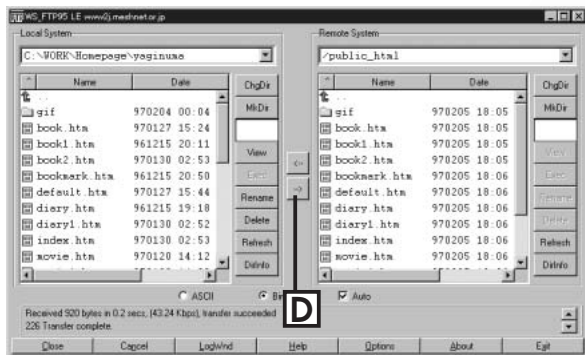 WS_FTP95 LE www2j.meshnet.or.jp
Local System
C:\WORK\Homepage\yaginuma
^ Name Date
..
gif 970204 00:04
book.htm 970127 15:24
book1.htm 961215 20:11
book2.htm 970130 02:53
bookmark.htm 961215 20:50
default.htm 970127 15:44
diary.htm 961215 19:18
diary1.htm 970130 02:52
index.htm 970130 02:53
movie.htm 970120 14:12
ChgDir
MkDir
View
Exec
Rename
Delete
Refresh
DirInfo
<-
->
Remote System
/public_html
^ Name Date
..
gif 970205 18:05
book.htm 970205 18:05
book1.htm 970205 18:05
book2.htm 970205 18:05
bookmark.htm 970205 18:06
default.htm 970205 18:06
diary.htm 970205 18:06
diary1.htm 970205 18:06
index.htm 970205 18:06
movie.htm 970205 18:06
ChgDir
MkDir
View
Exec
Rename
Delete
Refresh
DirInfo
ASCII Bin D Auto
Received 920 bytes in 0.2 secs, (43.24 Kbps), transfer succeeded
226 Transfer complete.
Close Cancel LogWnd Help Options About Exit